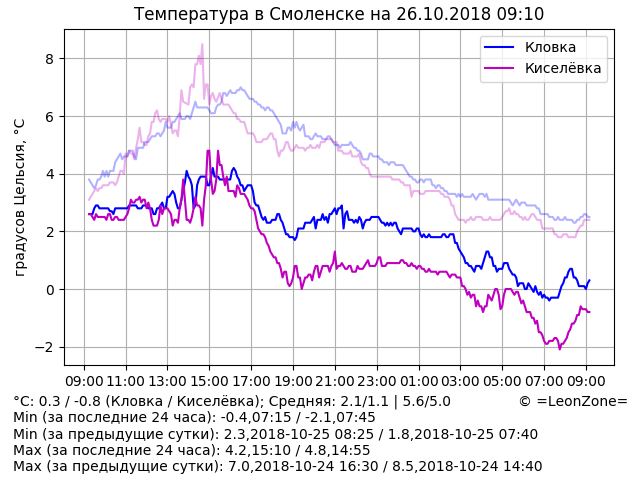 Температура в Смоленске на 26.10.2018 09:10
Кловка
Киселёвка
градусов Цельсия, °C
8
6
4
2
0
−2
09:00 11:00 13:00 15:00 17:00 19:00 21:00 23:00 01:00 03:00 05:00 07:00 09:00
°C: 0.3 / -0.8 (Кловка / Киселёвка); Средняя: 2.1/1.1 | 5.6/5.0 © =LeonZone=
Min (за последние 24 часа): -0.4,07:15 / -2.1,07:45
Min (за предыдущие сутки): 2.3,2018-10-25 08:25 / 1.8,2018-10-25 07:40
Max (за последние 24 часа): 4.2,15:10 / 4.8,14:55
Max (за предыдущие сутки): 7.0,2018-10-24 16:30 / 8.5,2018-10-24 14:40